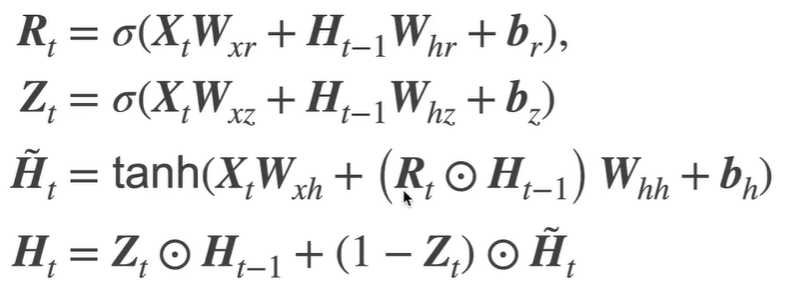 R_t = σ(X_t W_xr + H_{t−1} W_hr + b_r),
Z_t = σ(X_t W_xz + H_{t−1} W_hz + b_z)
H̃_t = tanh(X_t W_xh + (R_t ⊙ H_{t−1}) W_hh + b_h)
H_t = Z_t ⊙ H_{t−1} + (1 − Z_t) ⊙ H̃_t